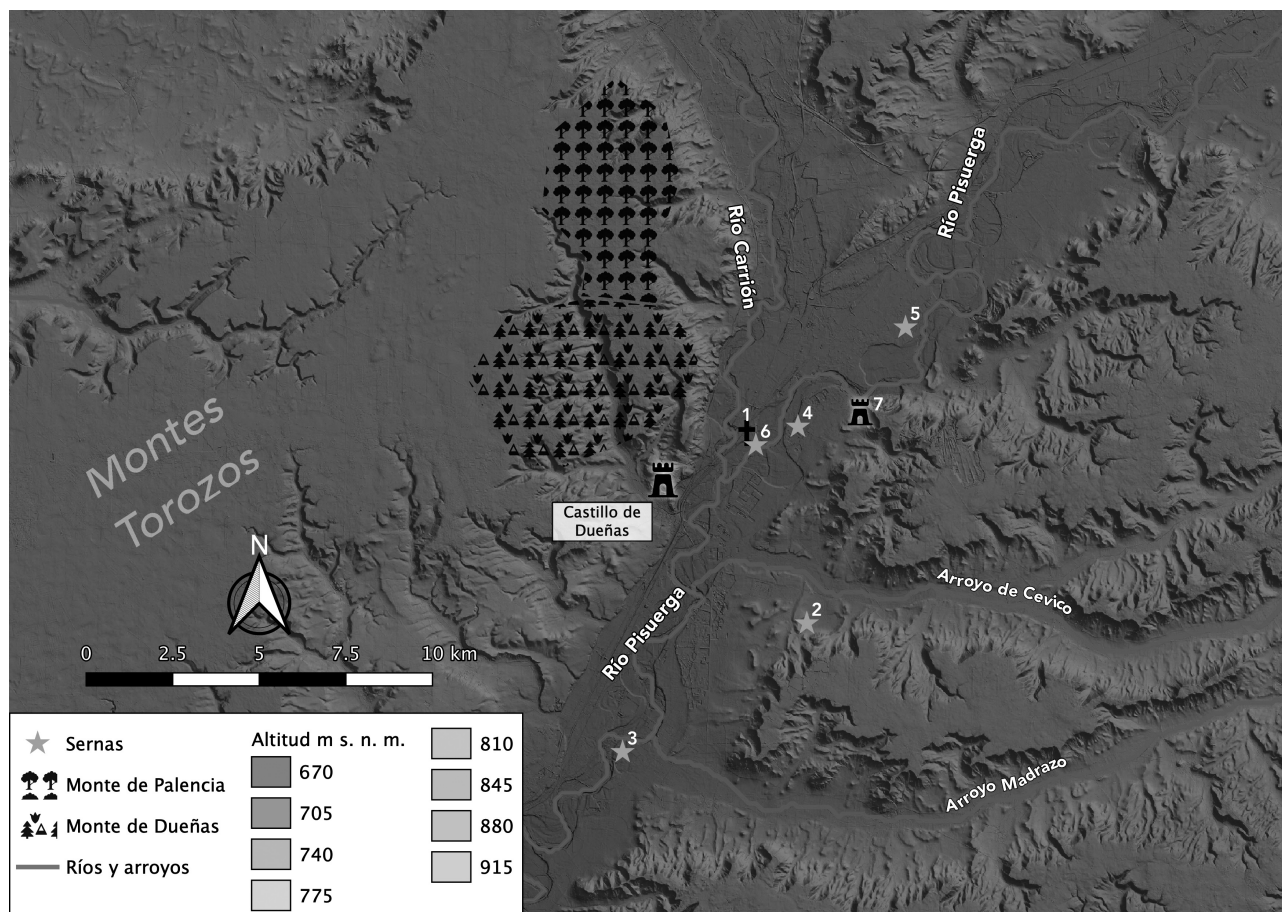 Río Pisuerga
Río Carrión
5
7
1
4
6
Montes
Torozos
Castillo de
Dueñas
N
Arroyo de Cevico
2
Río Pisuerga
0 2.5 5 7.5 10 km
3
Arroyo Madrazo
Sernas
Monte de Palencia
Monte de Dueñas
Ríos y arroyos
Altitud m s. n. m.
670
705
740
775
810
845
880
915